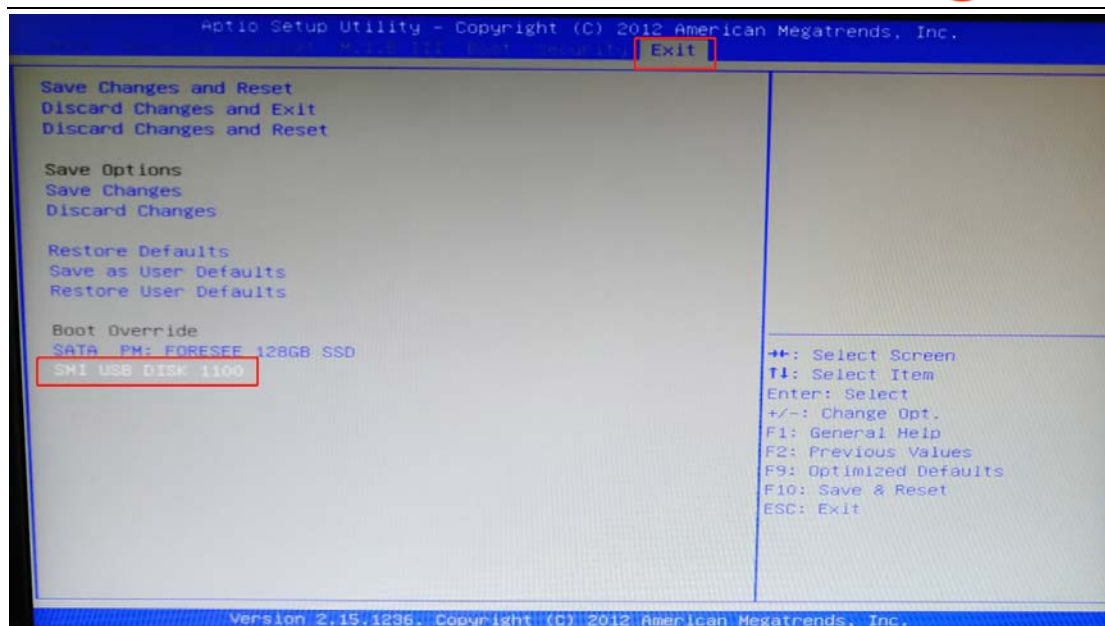 Aptio Setup Utility - Copyright (C) 2012 American Megatrends, Inc.
M.I.B III Boot Security Exit
Save Changes and Reset
Discard Changes and Exit
Discard Changes and Reset
Save Options
Save Changes
Discard Changes
Restore Defaults
Save as User Defaults
Restore User Defaults
Boot Override
SATA PM: FORESEE 128GB SSD
SMI USB DISK 1100
→←: Select Screen
↑↓: Select Item
Enter: Select
+/-: Change Opt.
F1: General Help
F2: Previous Values
F9: Optimized Defaults
F10: Save & Reset
ESC: Exit
Version 2.15.1236. Copyright (C) 2012 American Megatrends, Inc.